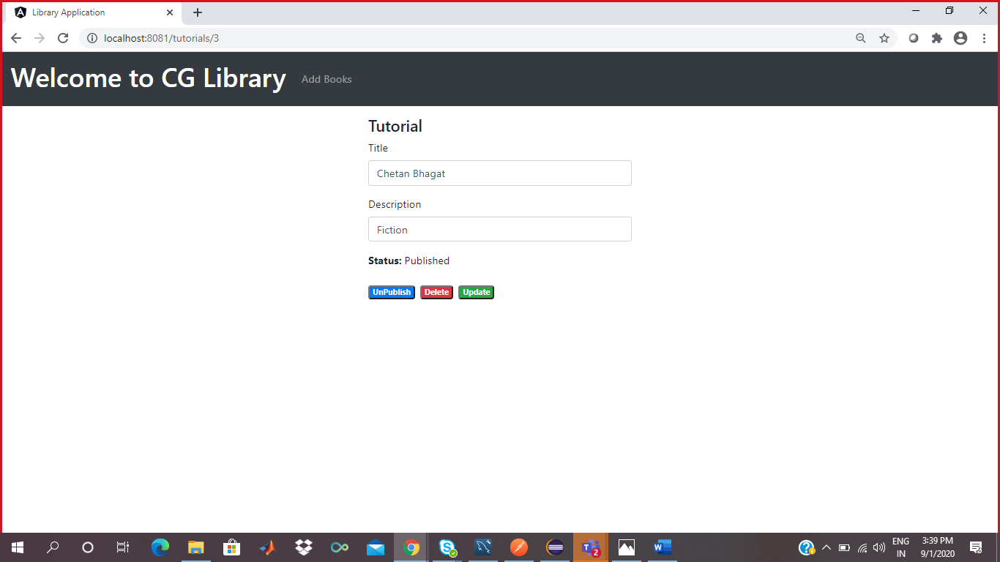 Library Application
localhost:8081/tutorials/3
Welcome to CG Library Add Books
Tutorial
Title
Chetan Bhagat
Description
Fiction
Status: Published
UnPublish Delete Update
2
ENG 3:39 PM
IN 9/1/2020